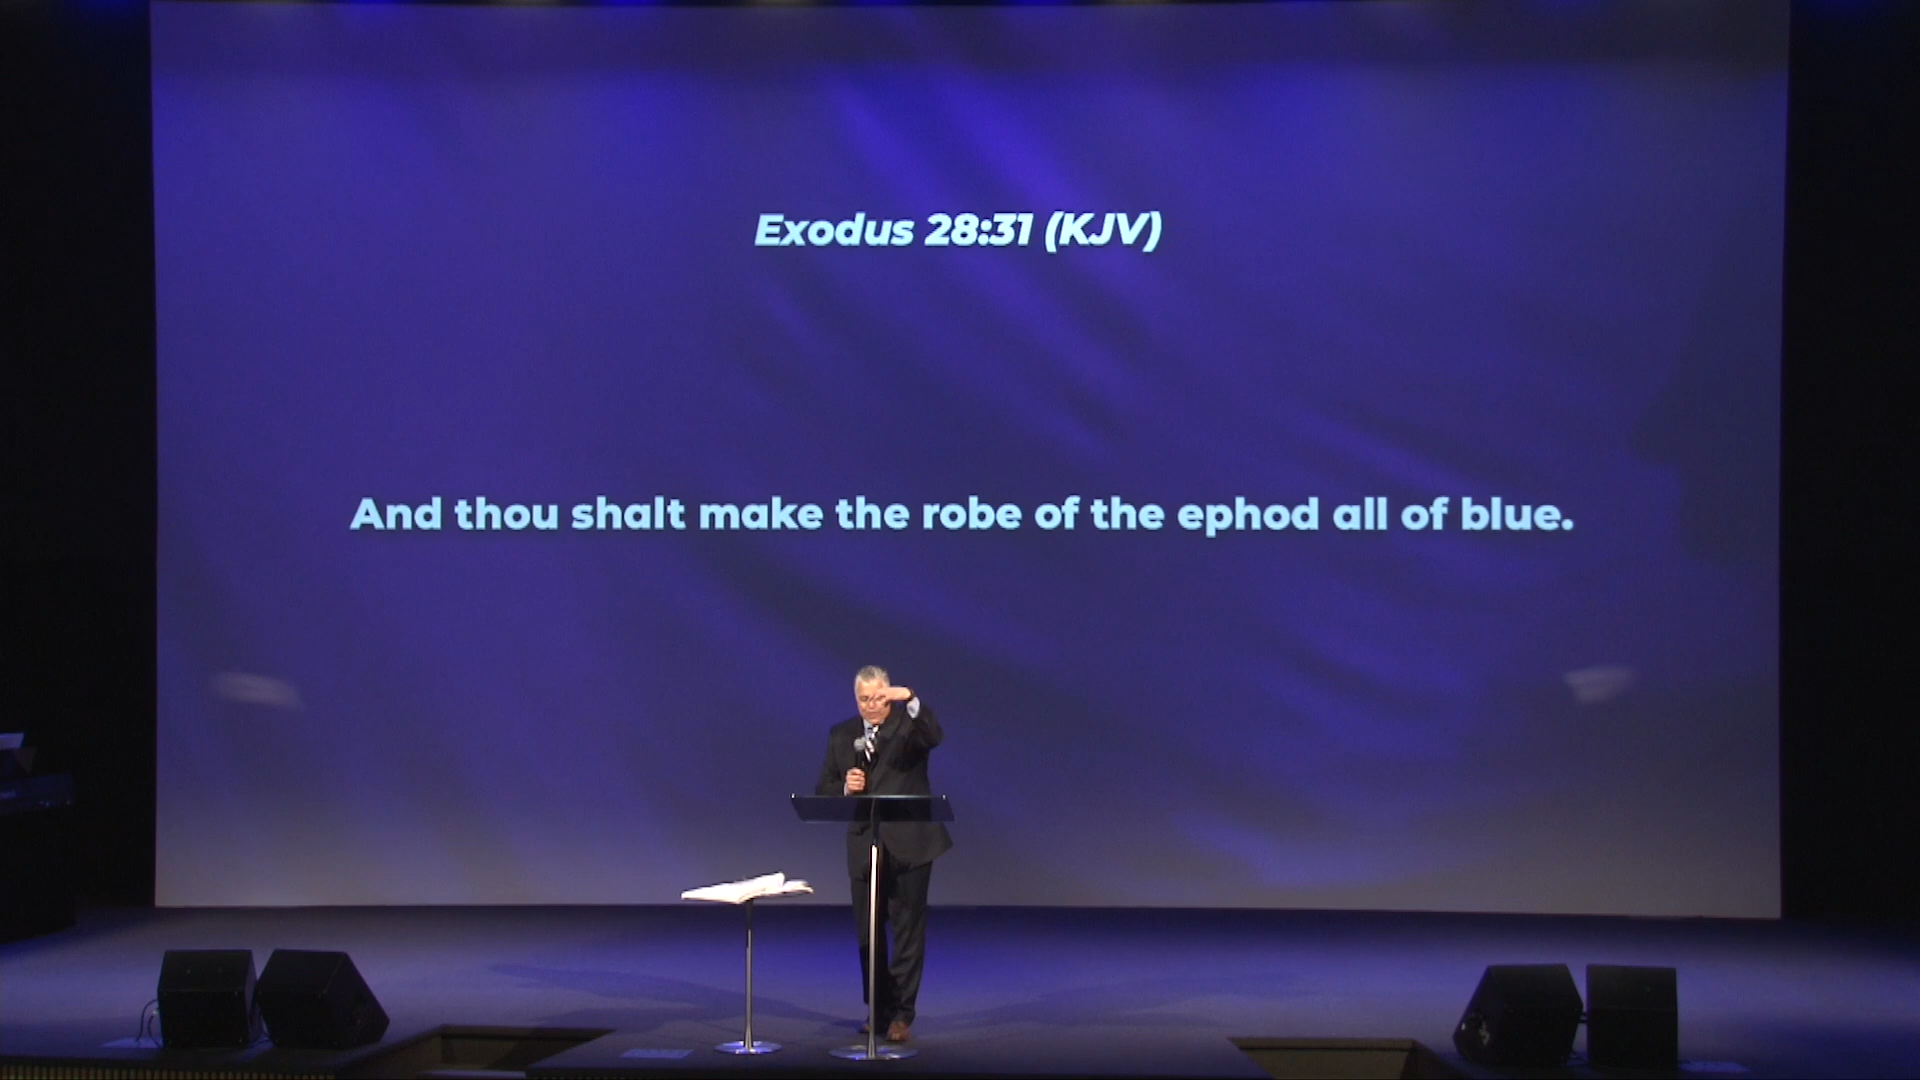 Exodus 28:31 (KJV)
And thou shalt make the robe of the ephod all of blue.